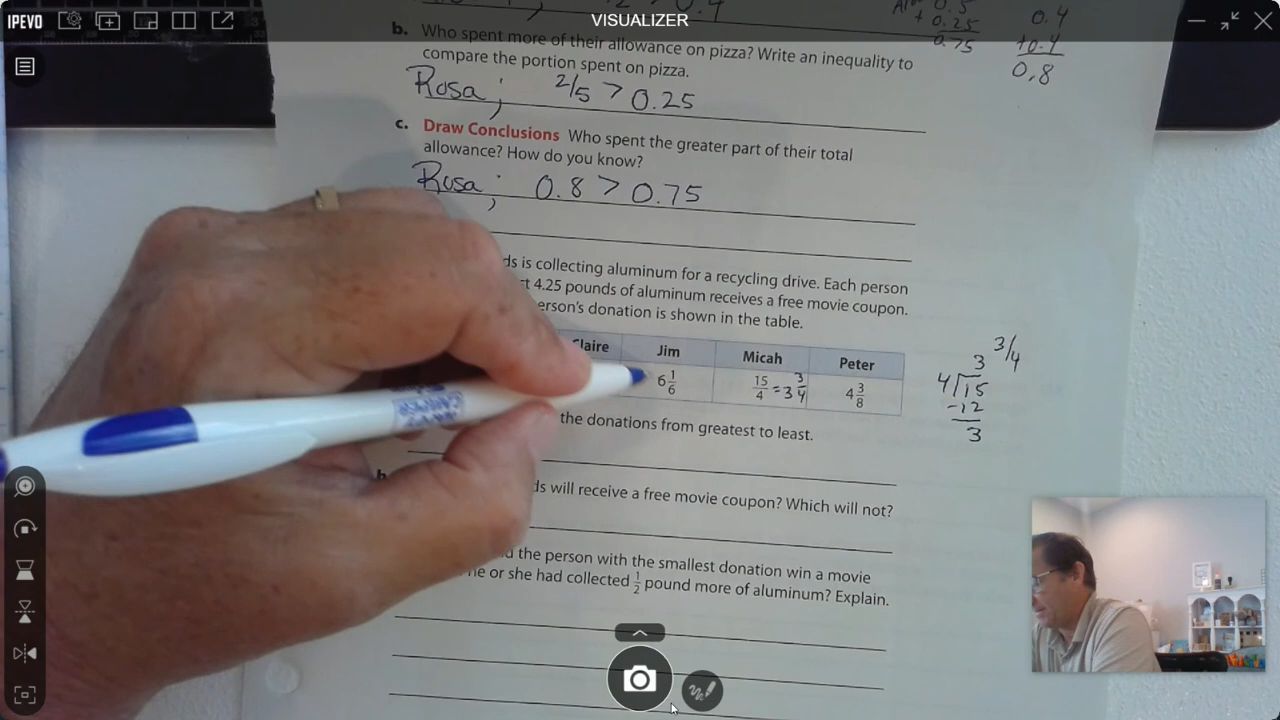 IPEVO
VISUALIZER
0.5
+ 0.25
0.75
0.4
+0.4
0,8
b. Who spent more of their allowance on pizza? Write an inequality to
compare the portion spent on pizza.
Rosa; 2/5 > 0.25
c. Draw Conclusions Who spent the greater part of their total
allowance? How do you know?
Rosa; 0.8 > 0.75
is collecting aluminum for a recycling drive. Each person
4.25 pounds of aluminum receives a free movie coupon.
donation is shown in the table.
Claire Jim Micah Peter
6 1/6 15/4 = 3 3/4 4 3/8
3 3/4
4 15
-12
3
the donations from greatest to least.
will receive a free movie coupon? Which will not?
the person with the smallest donation win a movie
or she had collected 1/2 pound more of aluminum? Explain.